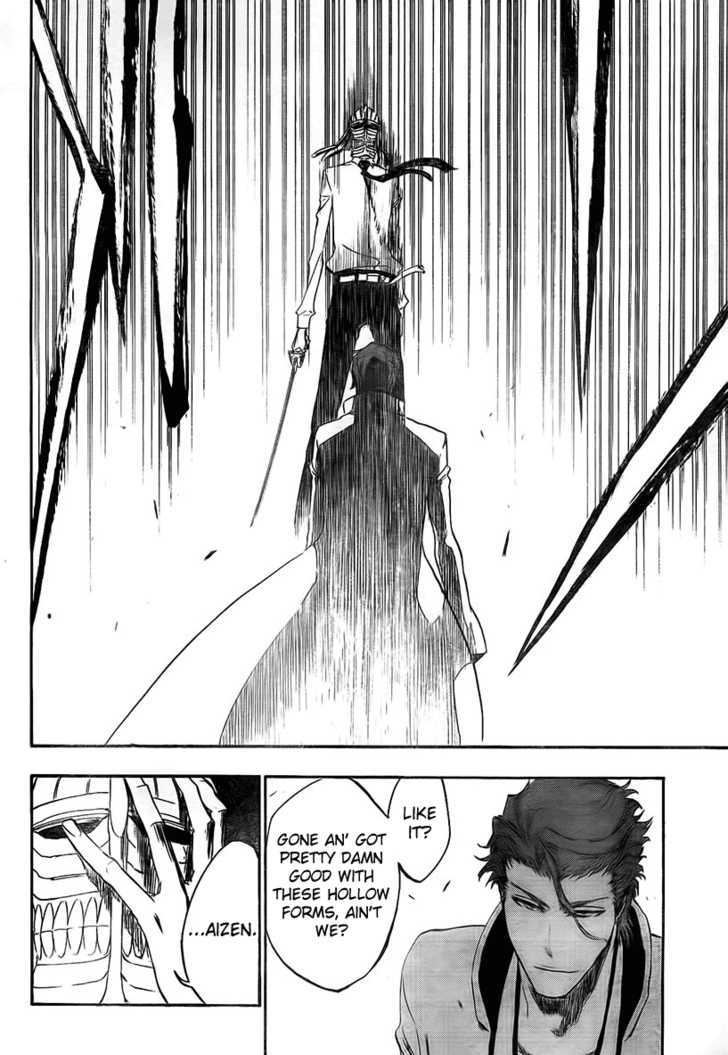 LIKE
IT?
GONE AN' GOT
PRETTY DAMN
GOOD WITH
THESE HOLLOW
FORMS, AIN'T
WE?
...AIZEN.